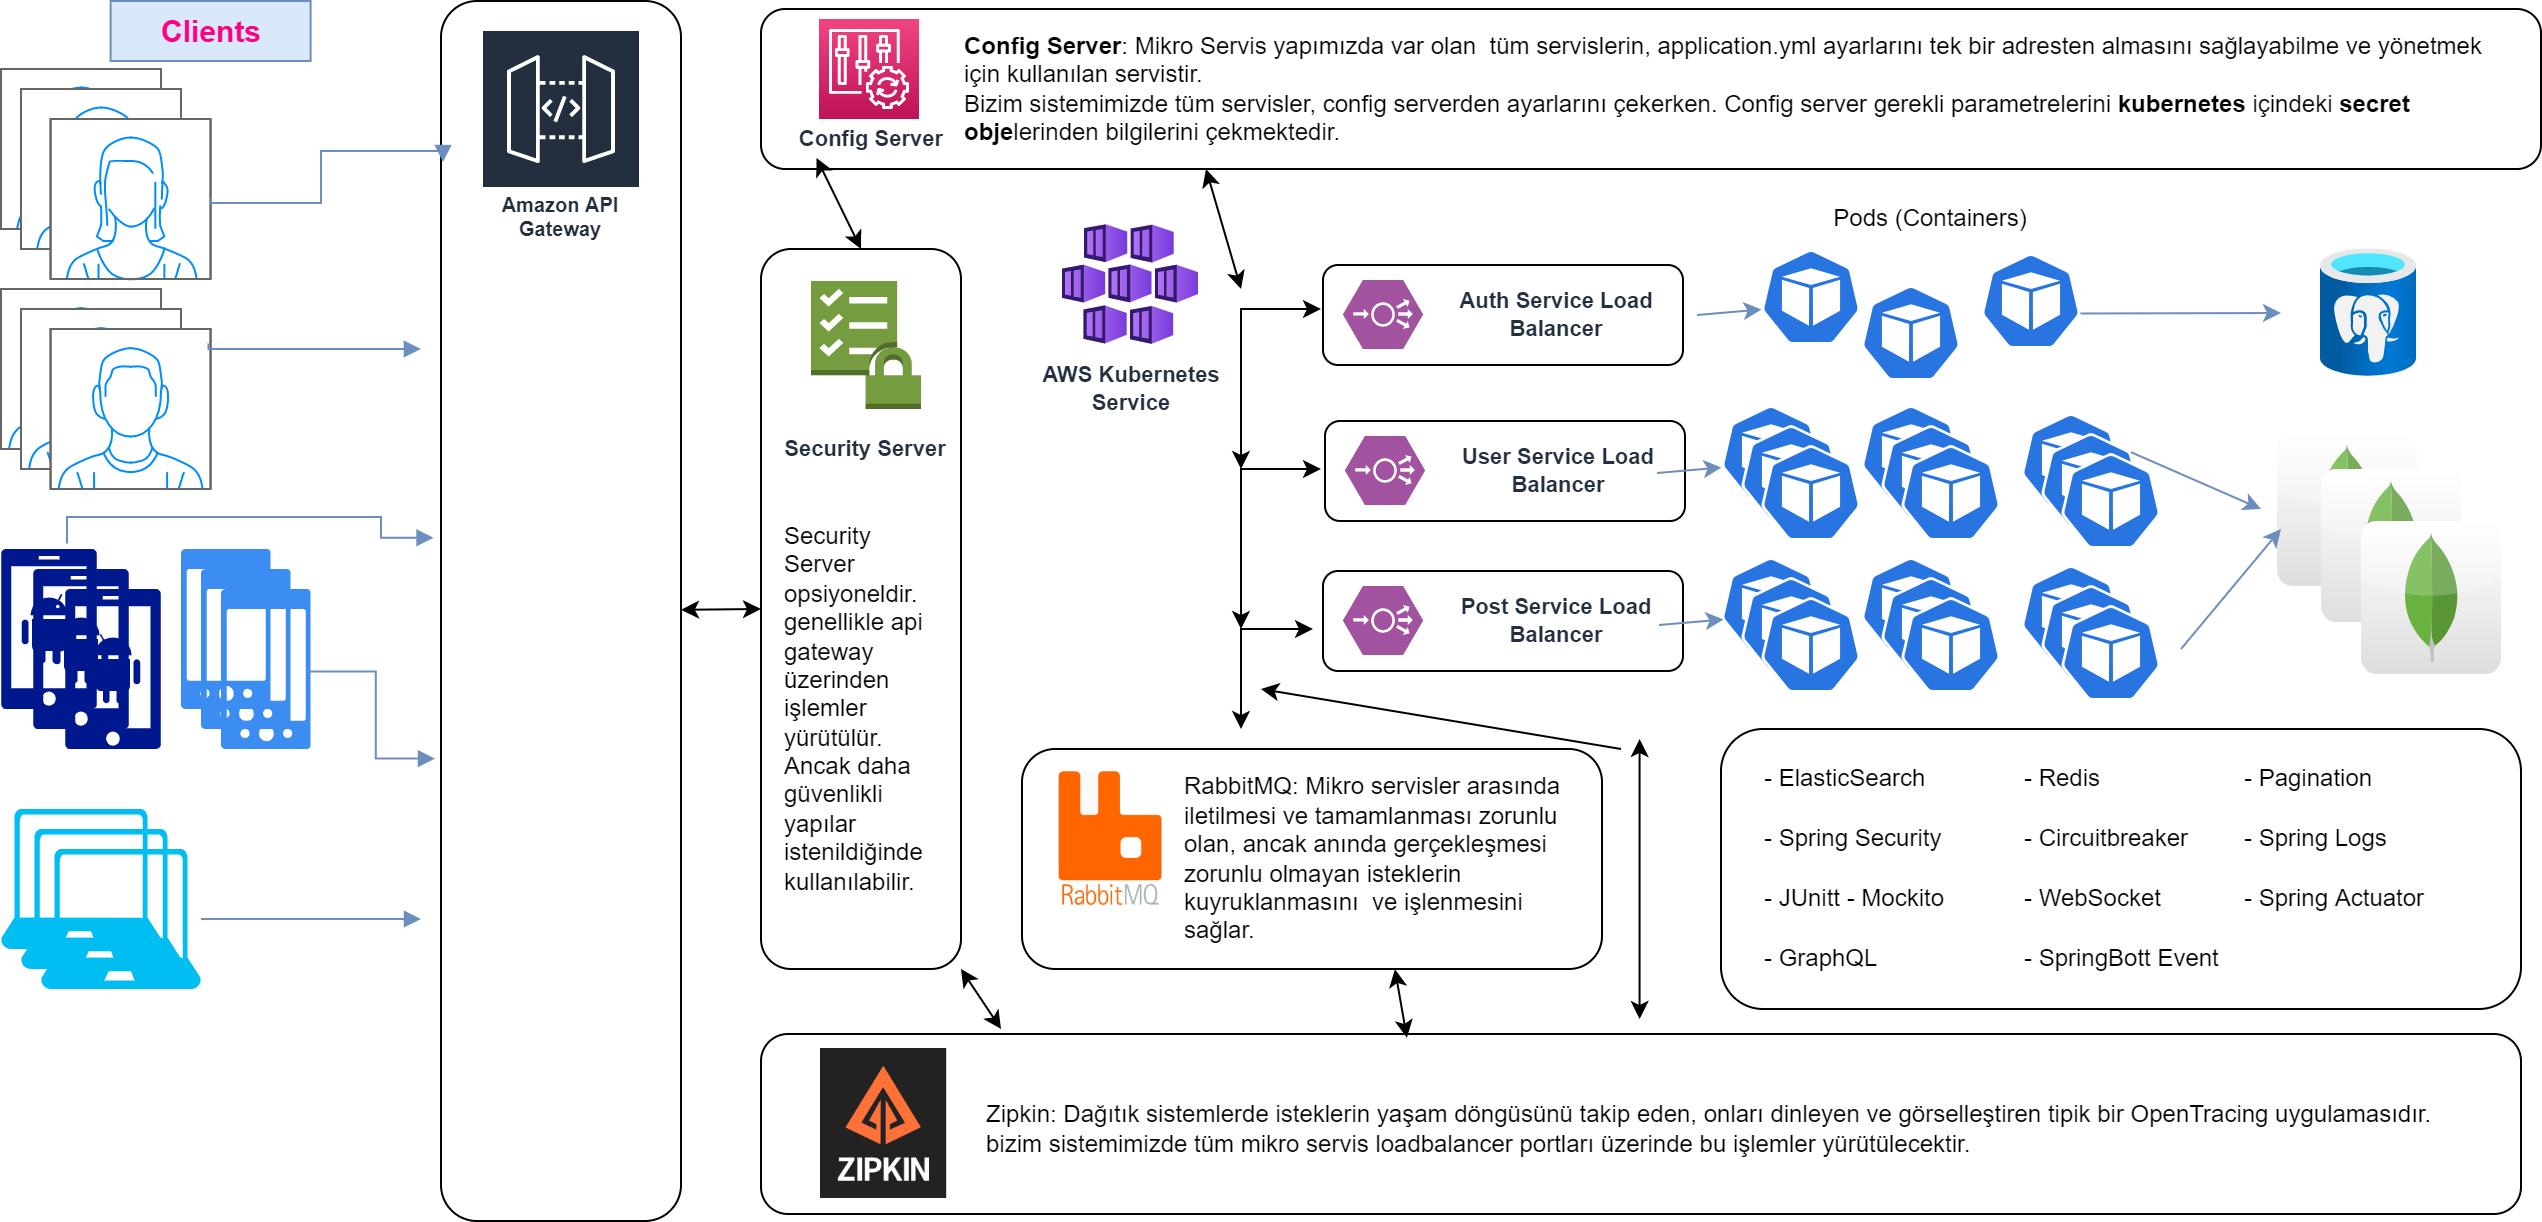 Clients
Amazon API
Gateway
Config Server
Config Server: Mikro Servis yapımızda var olan  tüm servislerin, application.yml ayarlarını tek bir adresten almasını sağlayabilme ve yönetmek
için kullanılan servistir.
Bizim sistemimizde tüm servisler, config serverden ayarlarını çekerken. Config server gerekli parametrelerini kubernetes içindeki secret
objelerinden bilgilerini çekmektedir.
Security Server
Security
Server
opsiyoneldir.
genellikle api
gateway
üzerinden
işlemler
yürütülür.
Ancak daha
güvenlikli
yapılar
istenildiğinde
kullanılabilir.
AWS Kubernetes
Service
Pods (Containers)
Auth Service Load
Balancer
User Service Load
Balancer
Post Service Load
Balancer
RabbitMQ
RabbitMQ: Mikro servisler arasında
iletilmesi ve tamamlanması zorunlu
olan, ancak anında gerçekleşmesi
zorunlu olmayan isteklerin
kuyruklanmasını  ve işlenmesini
sağlar.
- ElasticSearch
- Redis
- Pagination
- Spring Security
- Circuitbreaker
- Spring Logs
- JUnitt - Mockito
- WebSocket
- Spring Actuator
- GraphQL
- SpringBott Event
ZIPKIN
Zipkin: Dağıtık sistemlerde isteklerin yaşam döngüsünü takip eden, onları dinleyen ve görselleştiren tipik bir OpenTracing uygulamasıdır.
bizim sistemimizde tüm mikro servis loadbalancer portları üzerinde bu işlemler yürütülecektir.